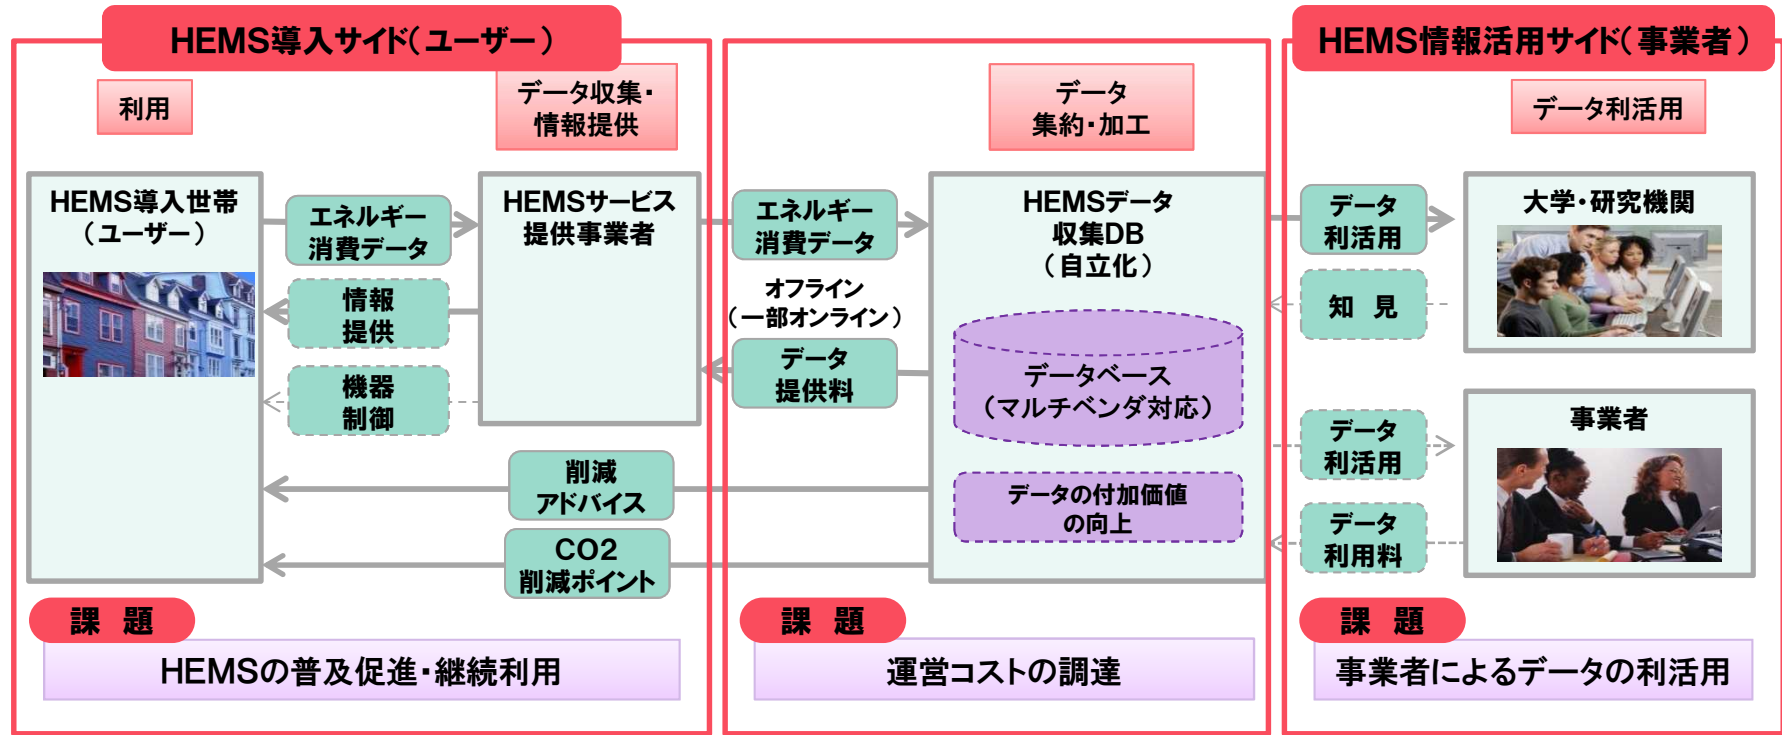 HEMS導入サイド(ユーザー)
利用
データ収集・
情報提供
HEMS導入世帯
(ユーザー)
エネルギー
消費データ
情報
提供
機器
制御
HEMSサービス
提供事業者
削減
アドバイス
CO2
削減ポイント
課 題
HEMSの普及促進・継続利用
データ
集約・加工
エネルギー
消費データ
オフライン
(一部オンライン)
データ
提供料
HEMSデータ
収集DB
(自立化)
データベース
(マルチベンダ対応)
データの付加価値
の向上
課 題
運営コストの調達
HEMS情報活用サイド(事業者)
データ利活用
データ
利活用
知 見
大学・研究機関
データ
利活用
データ
利用料
事業者
課 題
事業者によるデータの利活用